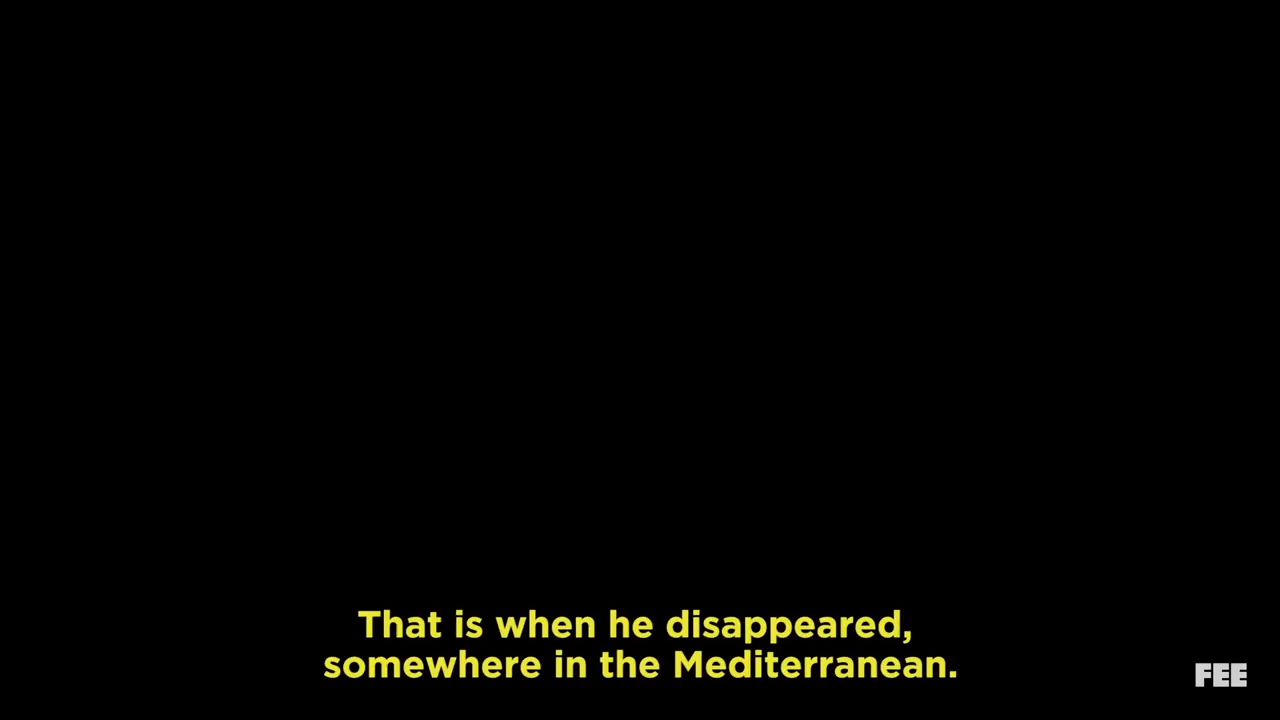 That is when he disappeared,
somewhere in the Mediterranean.
FEE